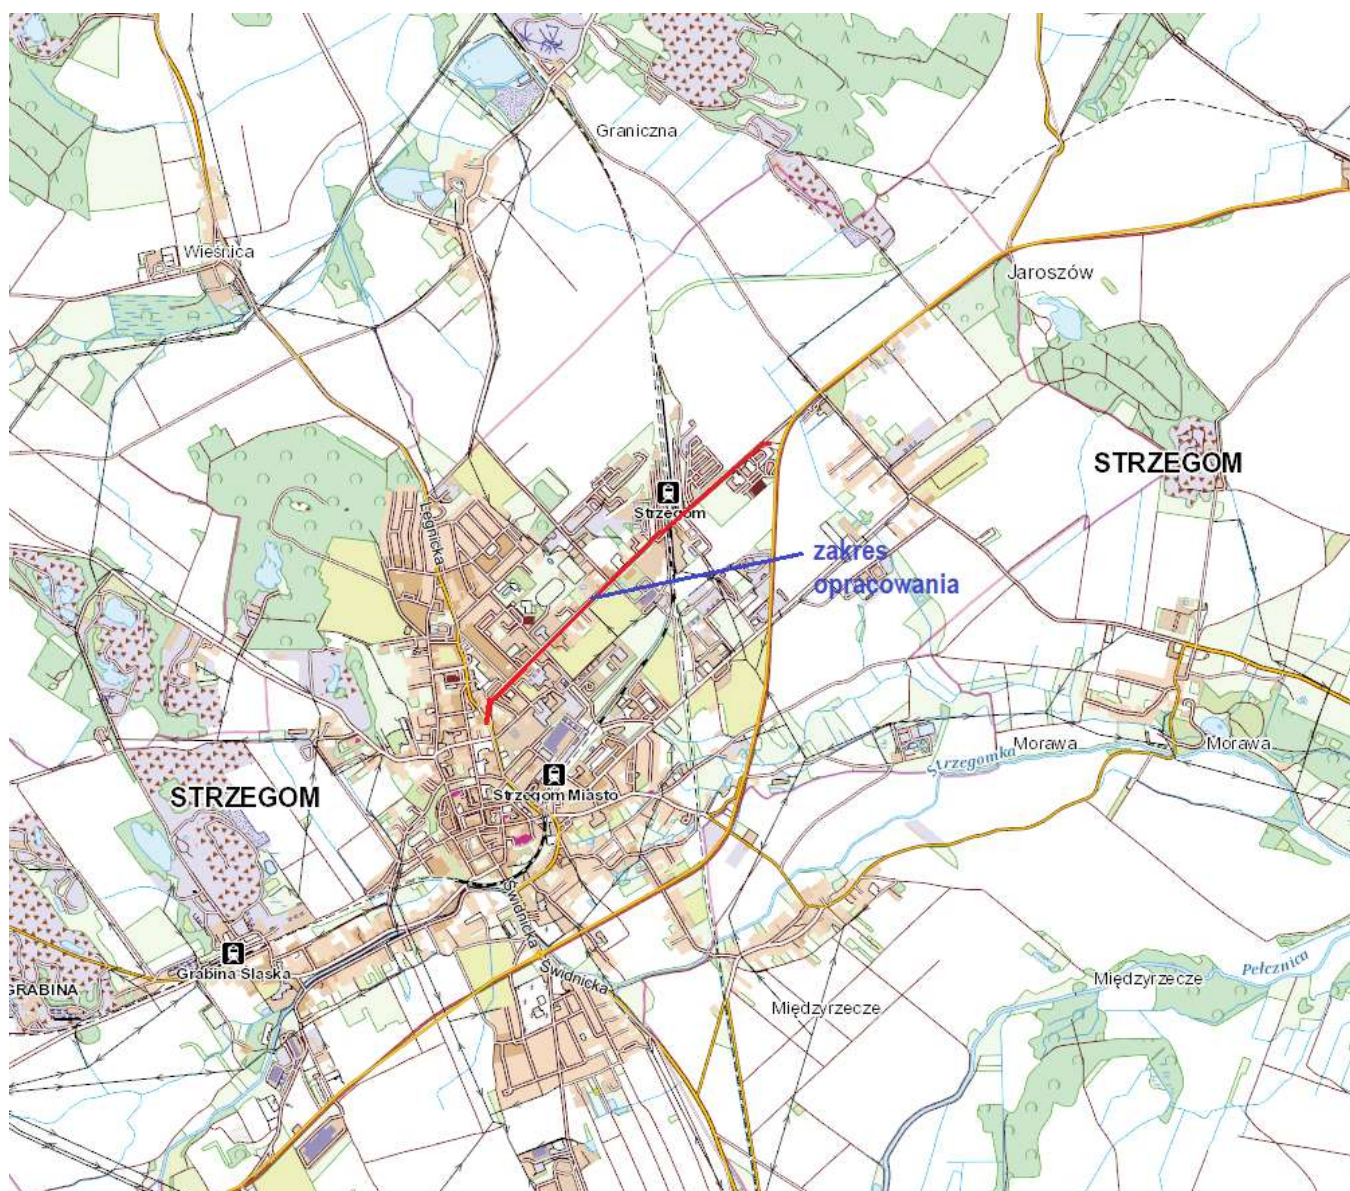 Graniczna
Wieśnica
Jaroszów
STRZEGOM
Legnicka
Strzegom
zakres
opracowania
Morawa
Morawa
Strzegomka
STRZEGOM
Strzegom Miasto
Świdnicka
Grabina Śląska
GRABINA
Świdnicka
Międzyrzecze
Pełcznica
Międzyrzecze